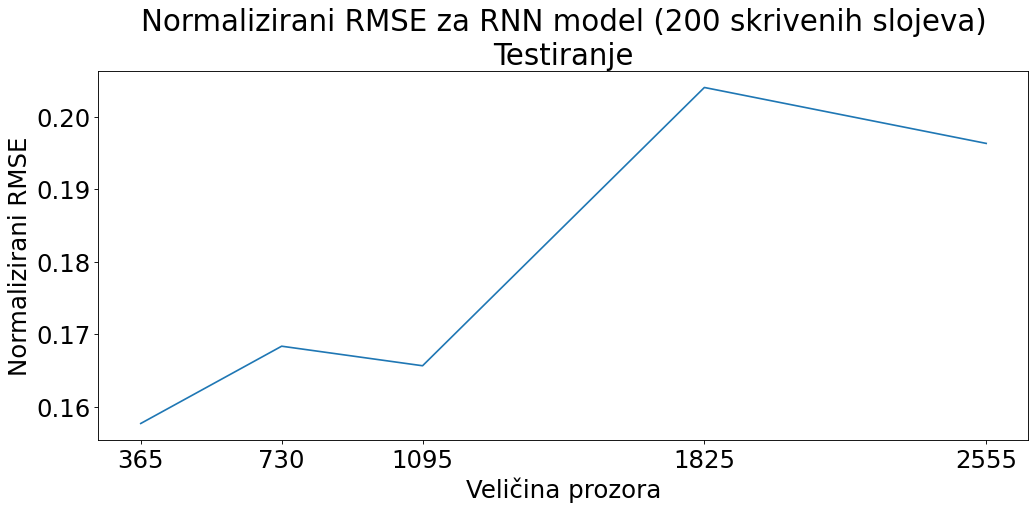 Normalizirani RMSE za RNN model (200 skrivenih slojeva)
Testiranje
Normalizirani RMSE
0.20
0.19
0.18
0.17
0.16
365 730 1095 1825 2555
Veličina prozora